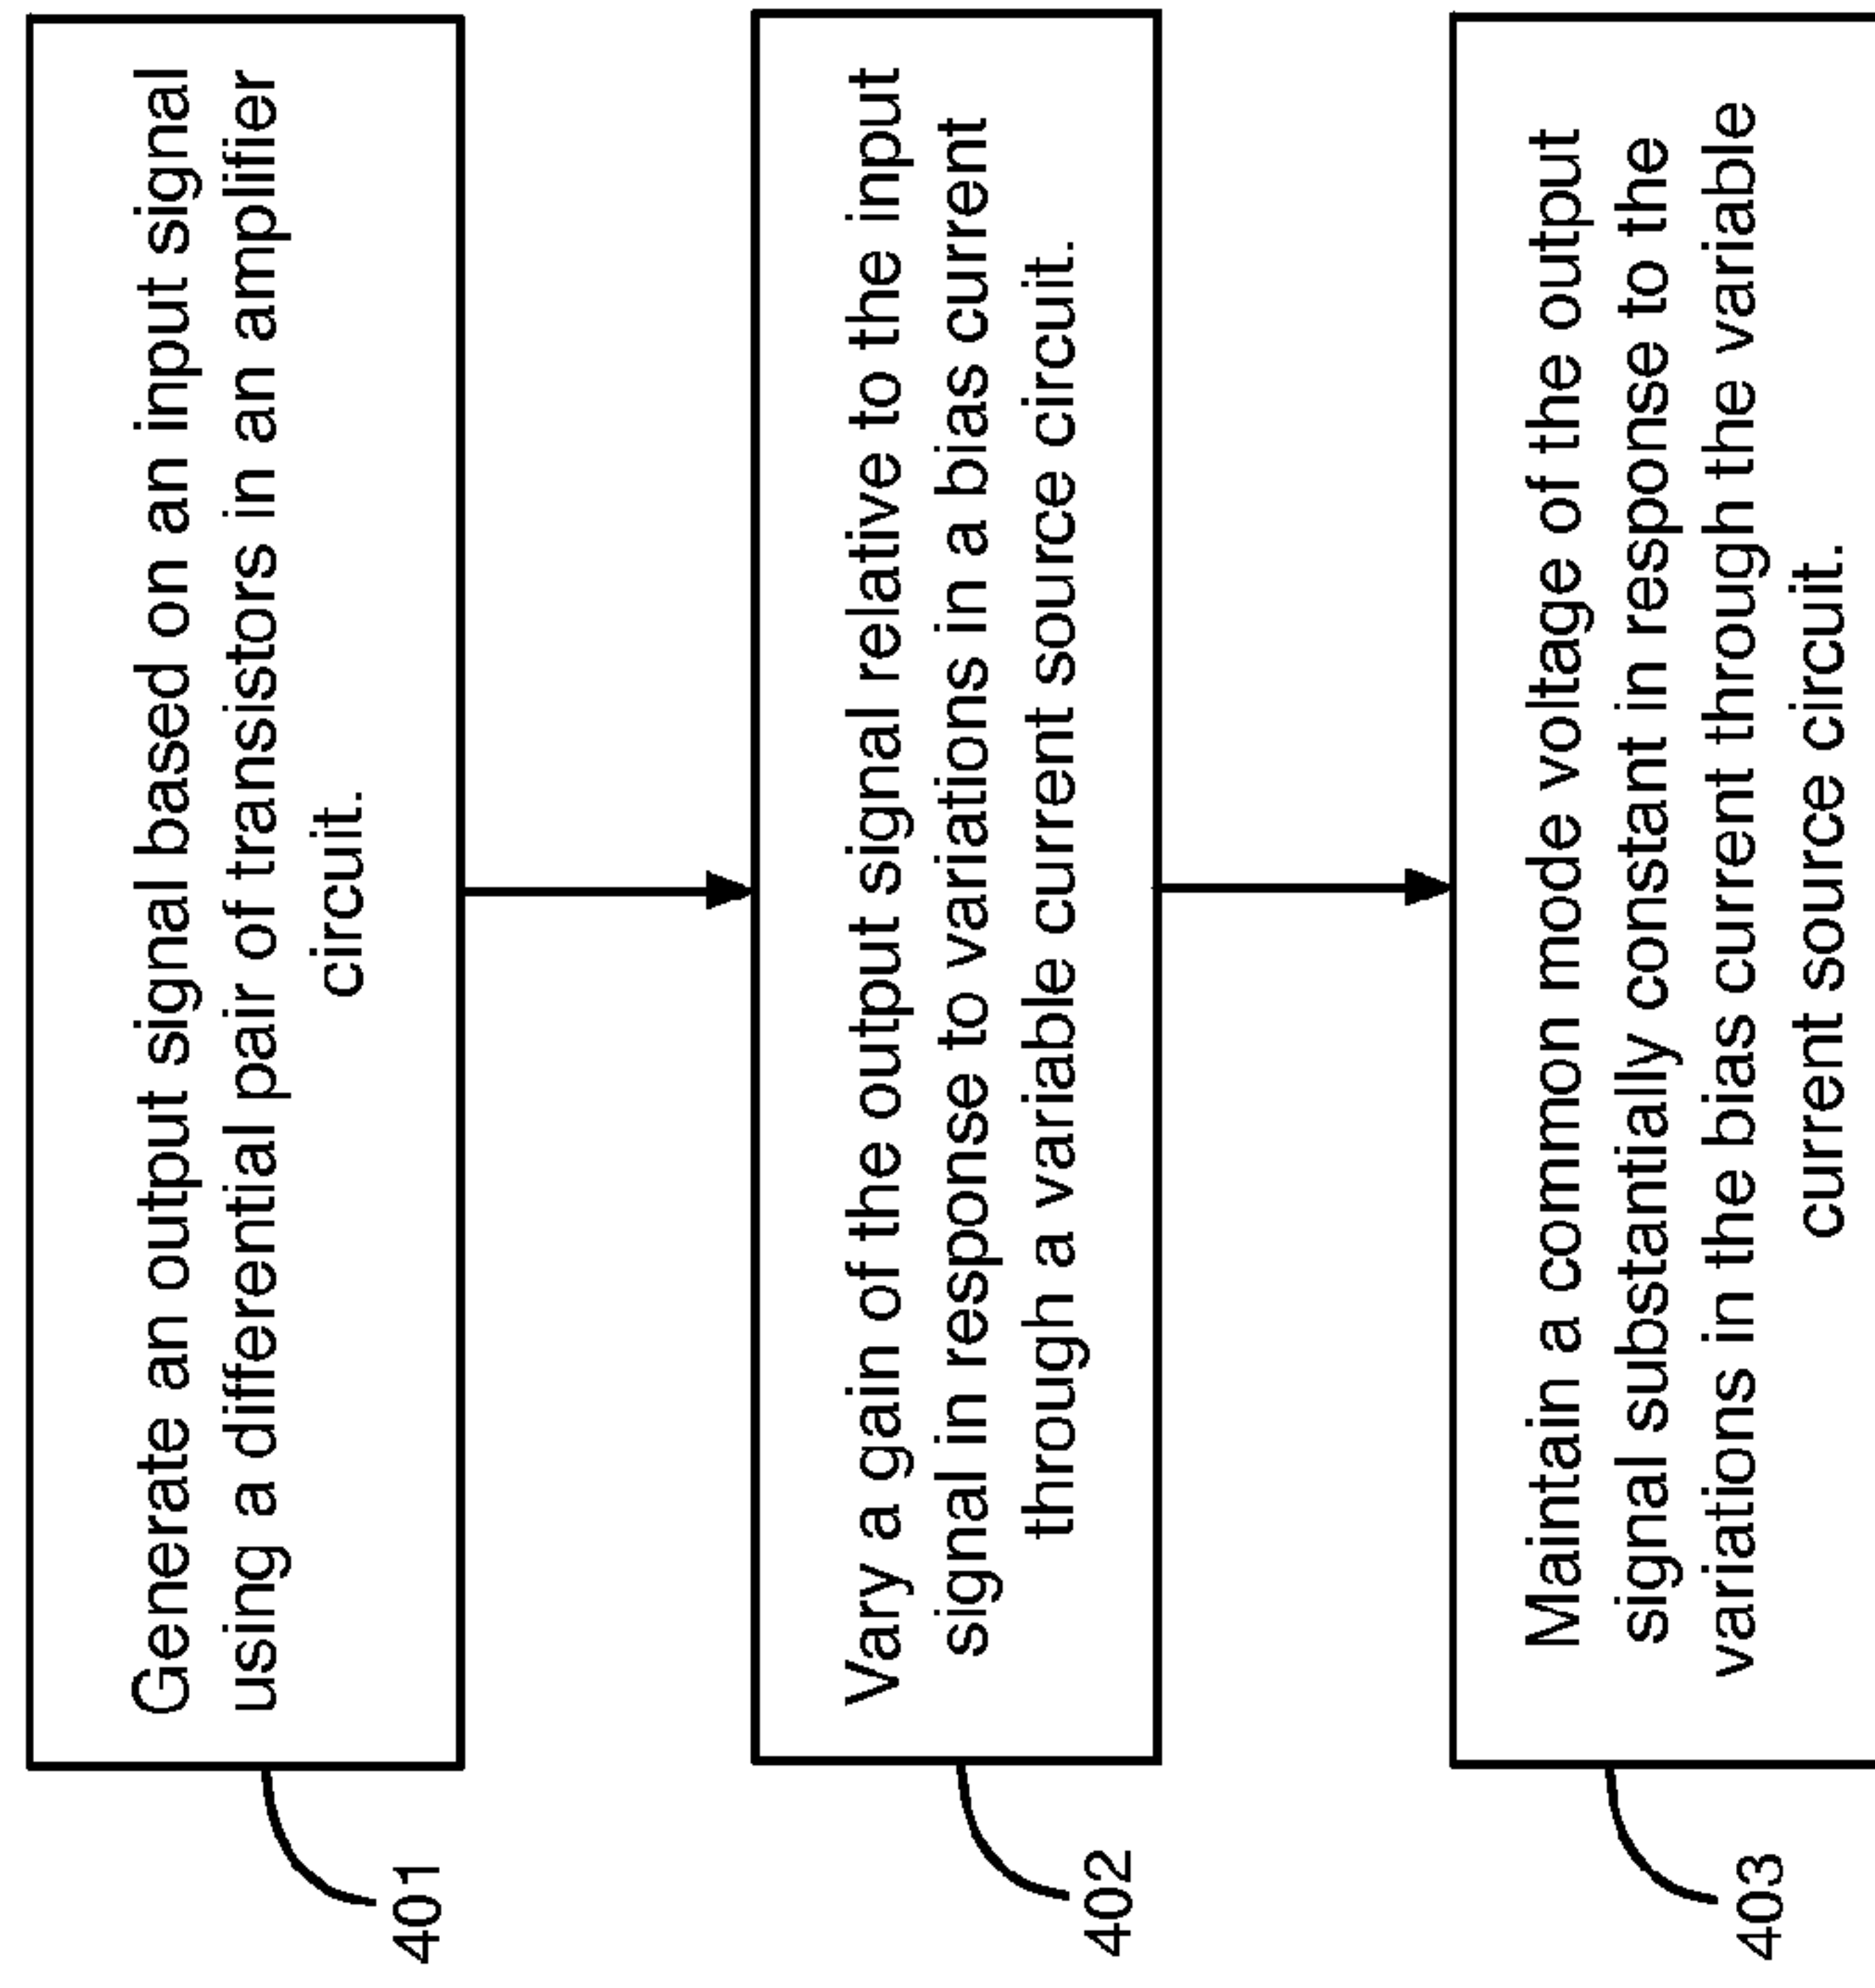 Generate an output signal based on an input signal
using a differential pair of transistors in an amplifier
circuit.
401
Vary a gain of the output signal relative to the input
signal in response to variations in a bias current
through a variable current source circuit.
402
Maintain a common mode voltage of the output
signal substantially constant in response to the
variations in the bias current through the variable
current source circuit.
403